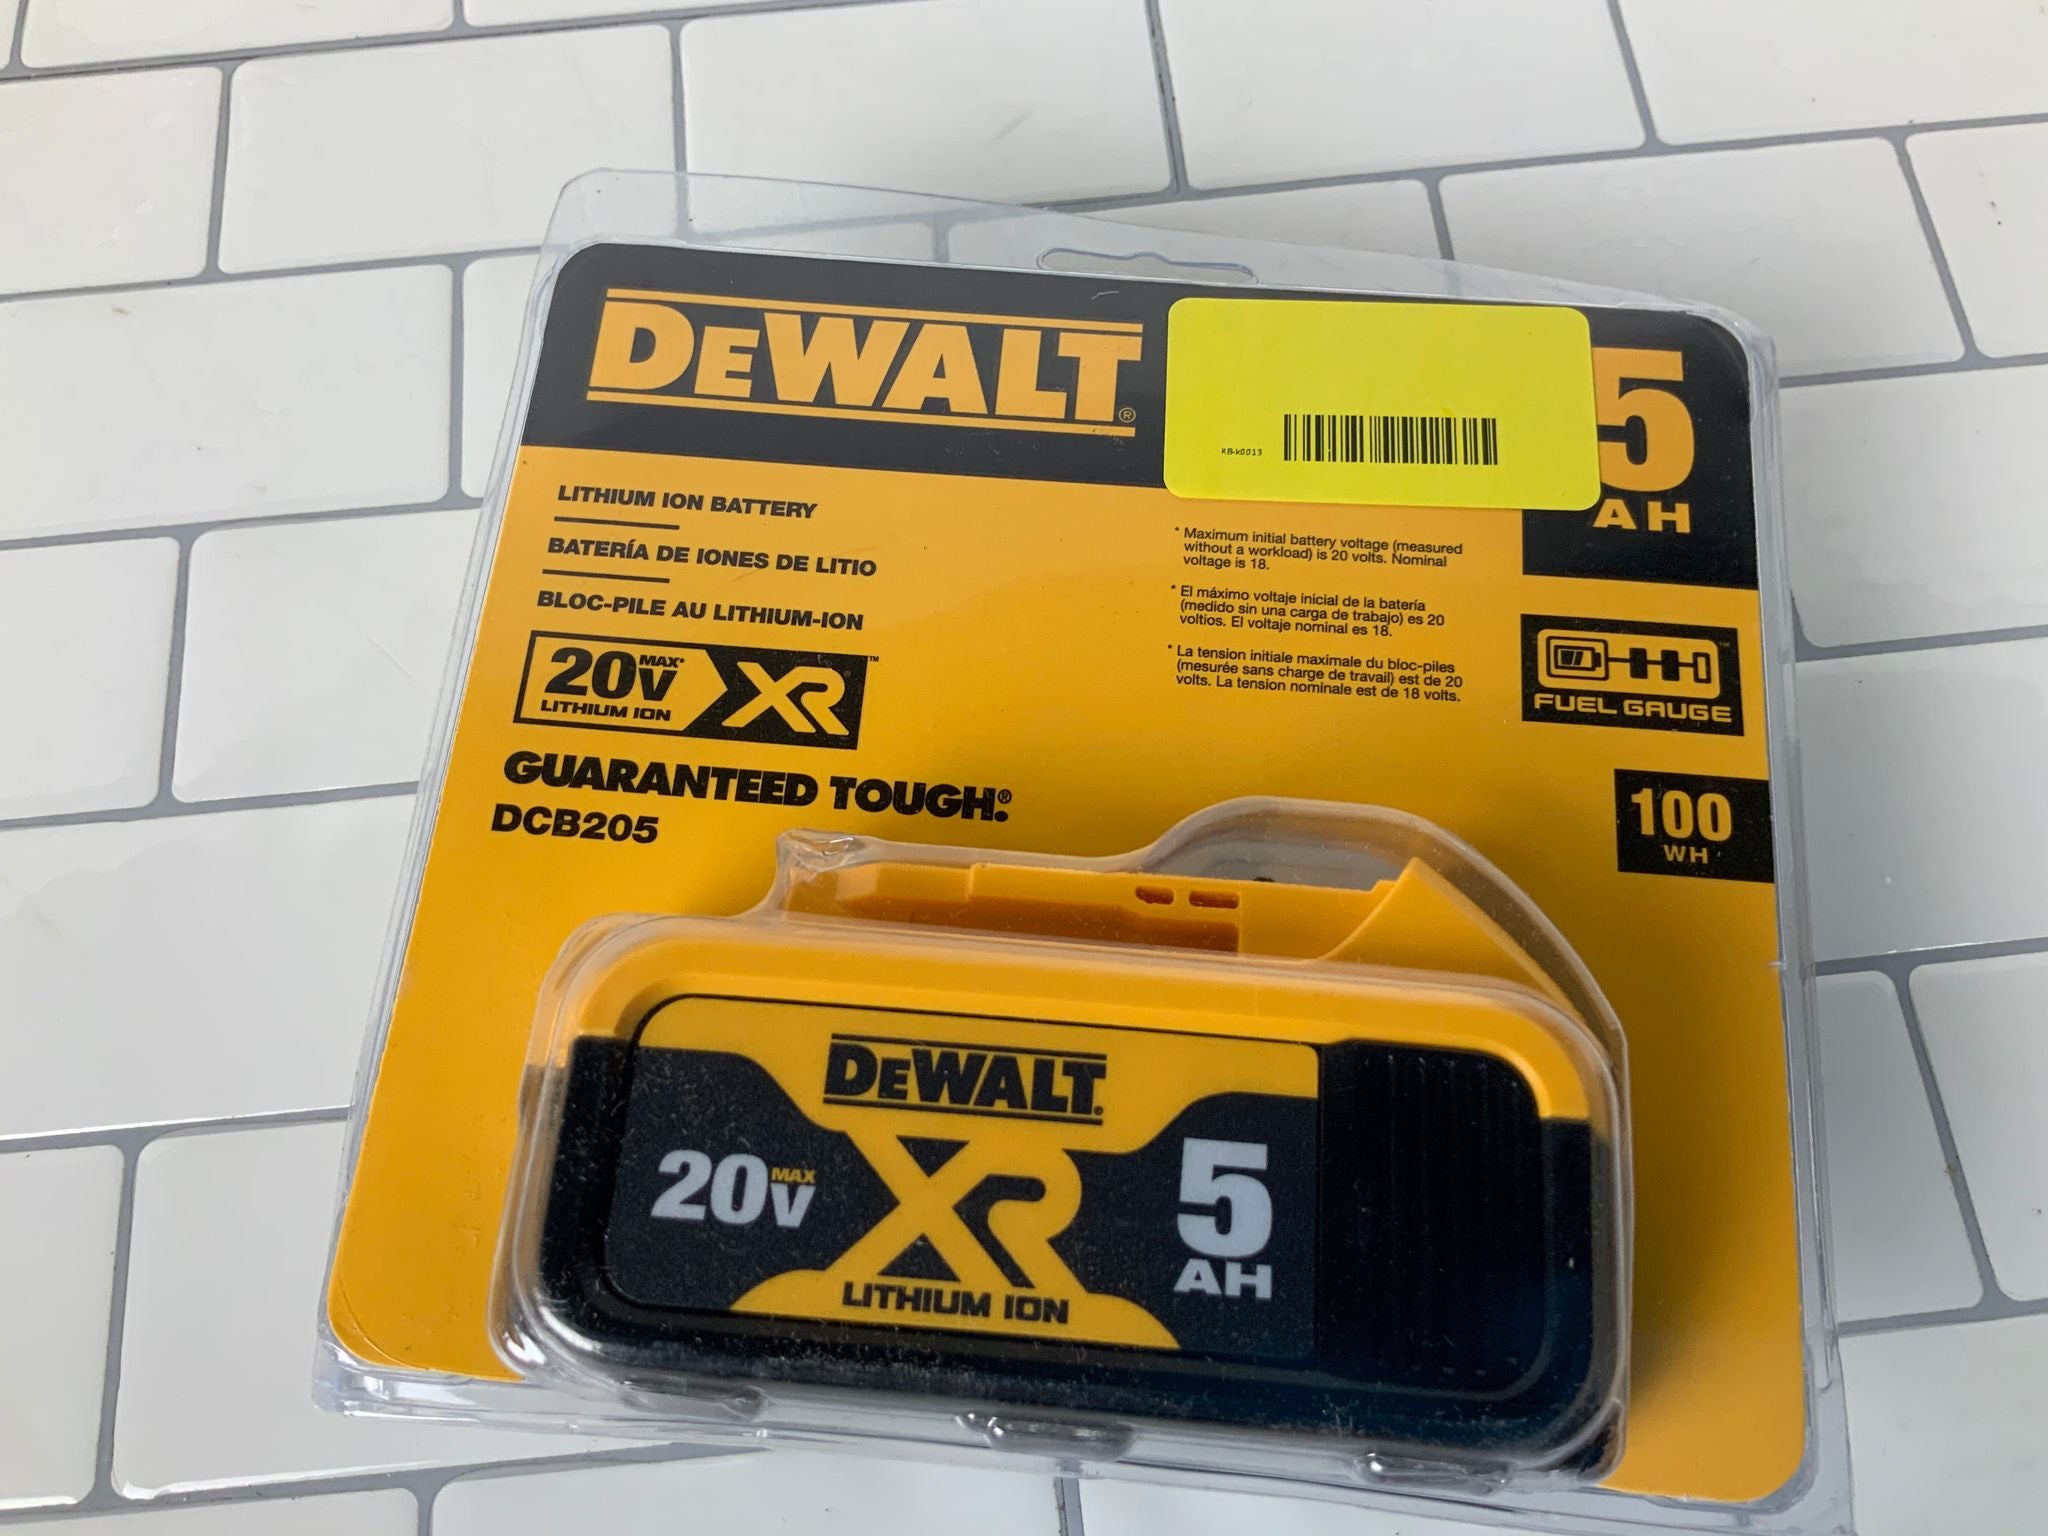 DEWALT®
KB-k0013
5
AH
LITHIUM ION BATTERY
BATERÍA DE IONES DE LITIO
BLOC-PILE AU LITHIUM-ION
20V MAX* XR®™
LITHIUM ION
GUARANTEED TOUGH.®
DCB205
* Maximum initial battery voltage (measured
without a workload) is 20 volts. Nominal
voltage is 18.
* El máximo voltaje inicial de la batería
(medido sin una carga de trabajo) es 20
voltios. El voltaje nominal es 18.
* La tension initiale maximale du bloc-piles
(mesurée sans charge de travail) est de 20
volts. La tension nominale est de 18 volts.
FUEL GAUGE™
100
WH
DEWALT®
20V MAX
XR
LITHIUM ION
5
AH